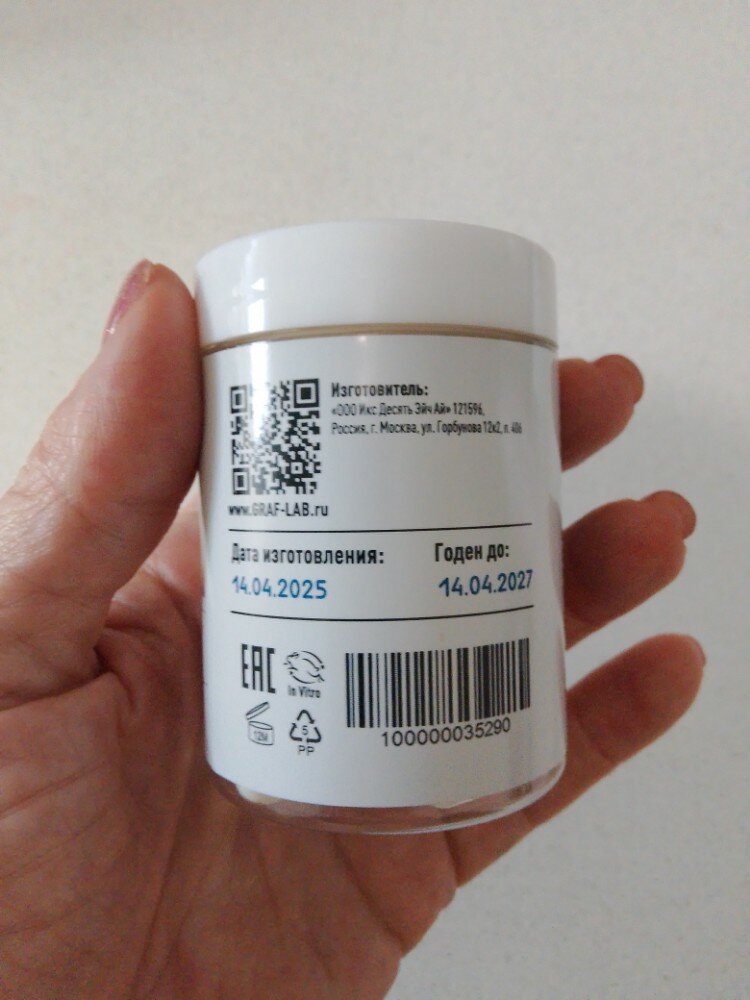 Изготовитель:
«ООО Икс Десять Эйч Ай» 121596,
Россия, г. Москва, ул. Горбунова 12к2, п. 406
www.GRAF-LAB.ru
Дата изготовления:
Годен до:
14.04.2025
14.04.2027
EAC
In Vitro
12M
5
PP
100000035290